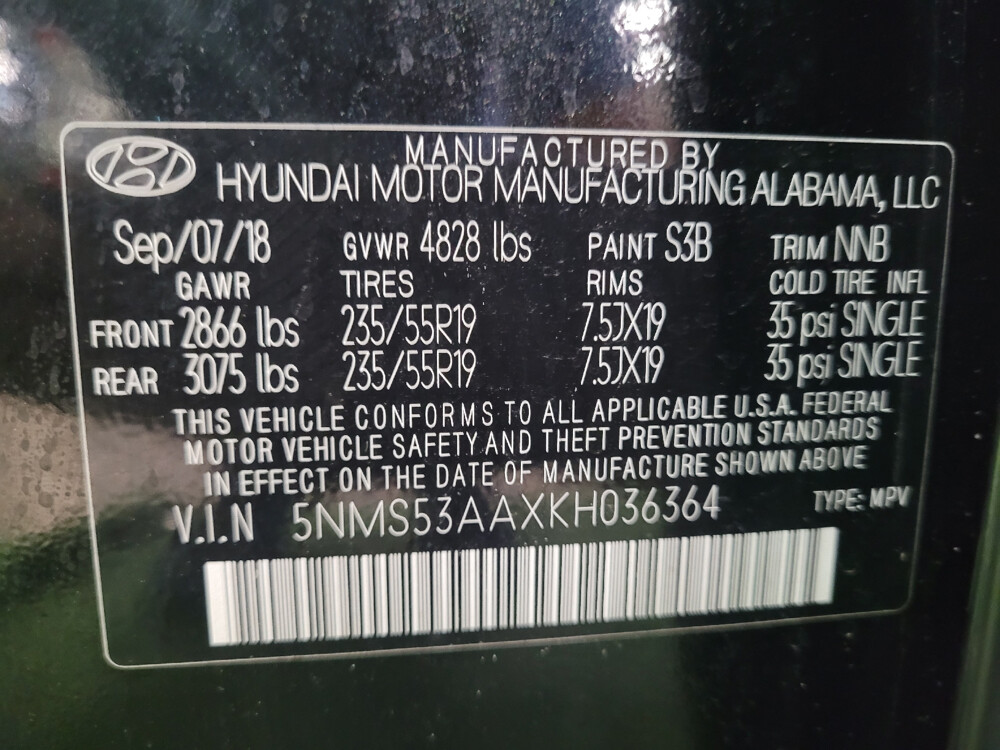 MANUFACTURED BY
HYUNDAI MOTOR MANUFACTURING ALABAMA, LLC
Sep/07/18 GVWR 4828 lbs PAINT S3B TRIM NNB
GAWR TIRES RIMS COLD TIRE INFL
FRONT 2866 lbs 235/55R19 7.5JX19 35 psi SINGLE
REAR 3075 lbs 235/55R19 7.5JX19 35 psi SINGLE
THIS VEHICLE CONFORMS TO ALL APPLICABLE U.S.A. FEDERAL
MOTOR VEHICLE SAFETY AND THEFT PREVENTION STANDARDS
IN EFFECT ON THE DATE OF MANUFACTURE SHOWN ABOVE
V.I.N 5NMS53AAXKH036364 TYPE: MPV